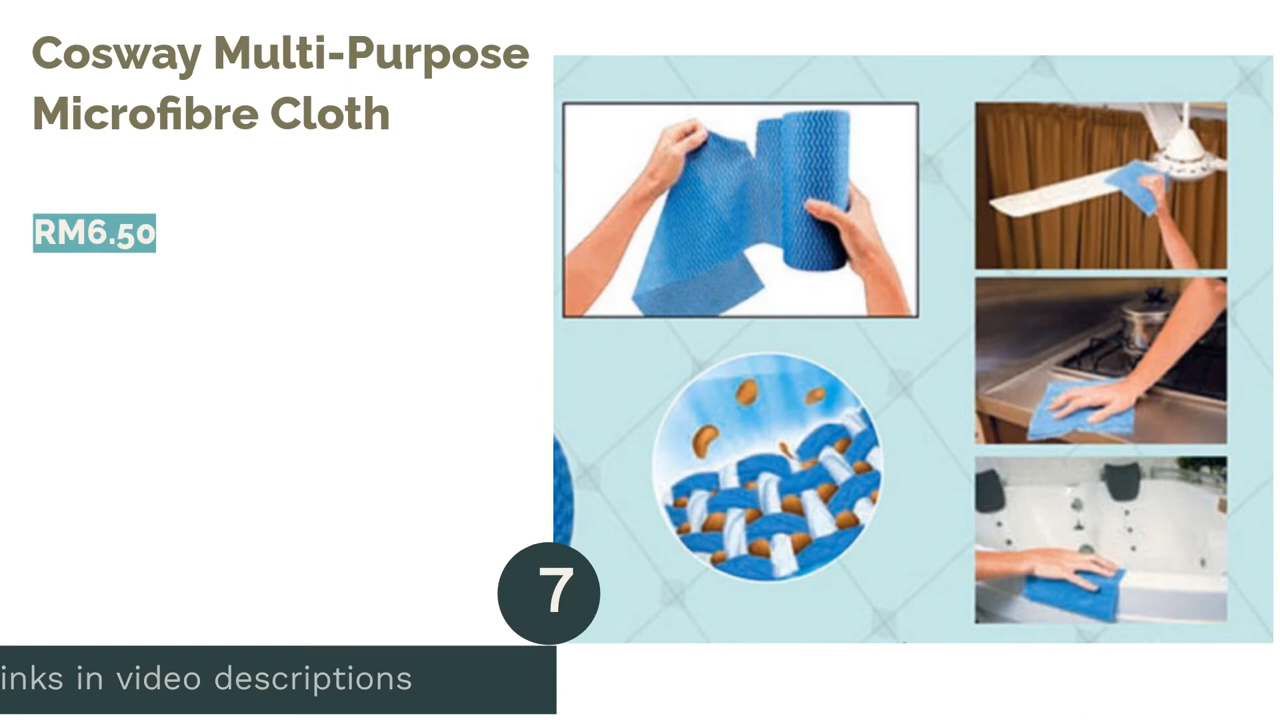 Cosway Multi-Purpose
Microfibre Cloth
RM6.50
7
inks in video descriptions